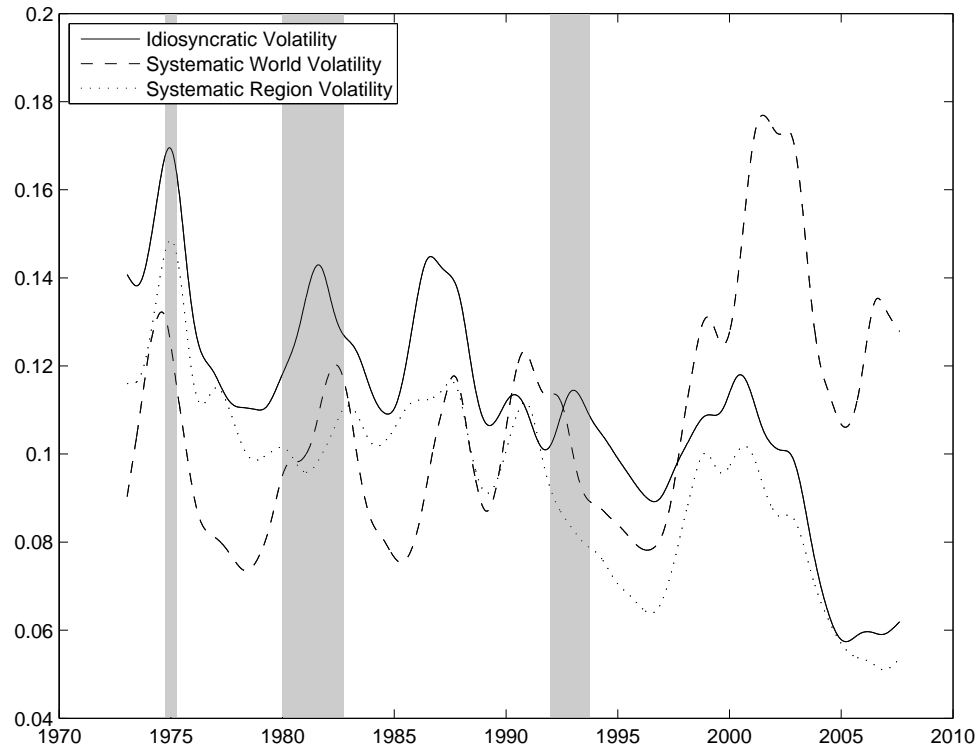 0.2
0.18
0.16
0.14
0.12
0.1
0.08
0.06
0.04
Idiosyncratic Volatility
Systematic World Volatility
Systematic Region Volatility
1970 1975 1980 1985 1990 1995 2000 2005 2010